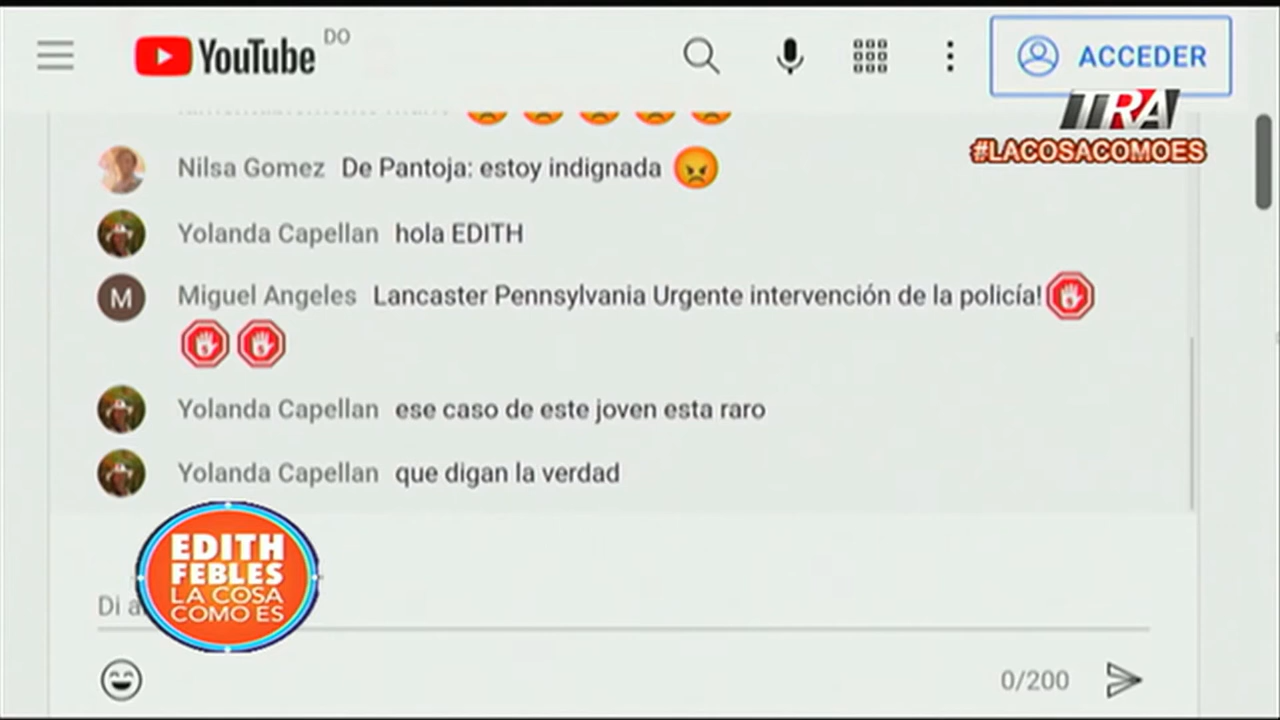 YouTube DO
ACCEDER
TRA
#LACOSACOMOES
Nilsa Gomez De Pantoja: estoy indignada
Yolanda Capellan hola EDITH
M Miguel Angeles Lancaster Pennsylvania Urgente intervención de la policía!
Yolanda Capellan ese caso de este joven esta raro
Yolanda Capellan que digan la verdad
EDITH
FEBLES
LA COSA
COMO ES
Di a
0/200